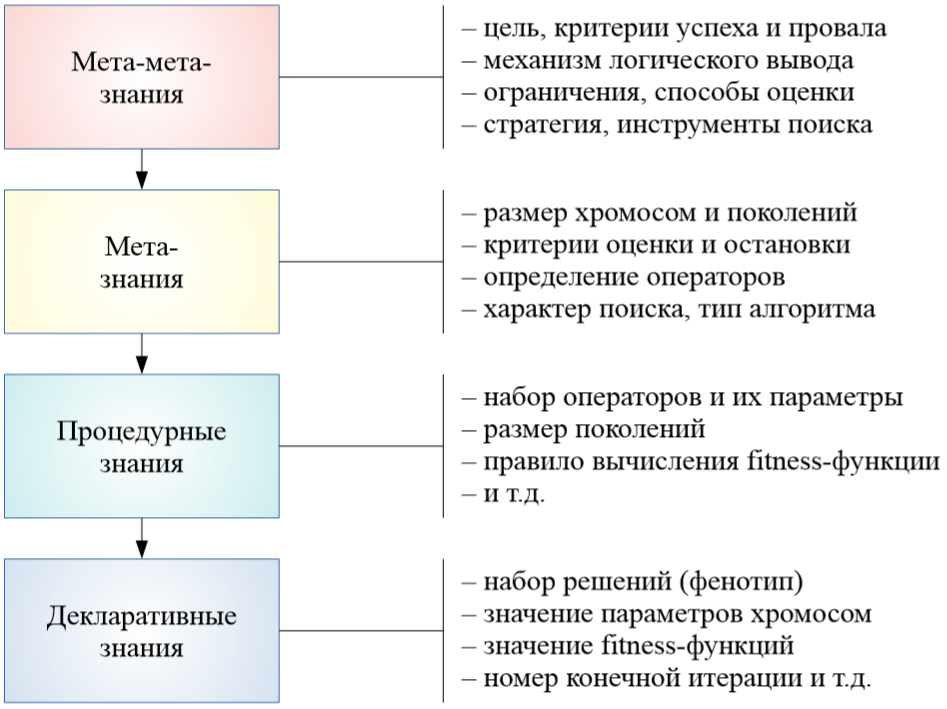 Мета-мета-
знания
– цель, критерии успеха и провала
– механизм логического вывода
– ограничения, способы оценки
– стратегия, инструменты поиска
Мета-
знания
– размер хромосом и поколений
– критерии оценки и остановки
– определение операторов
– характер поиска, тип алгоритма
Процедурные
знания
– набор операторов и их параметры
– размер поколений
– правило вычисления fitness-функции
– и т.д.
Декларативные
знания
– набор решений (фенотип)
– значение параметров хромосом
– значение fitness-функций
– номер конечной итерации и т.д.